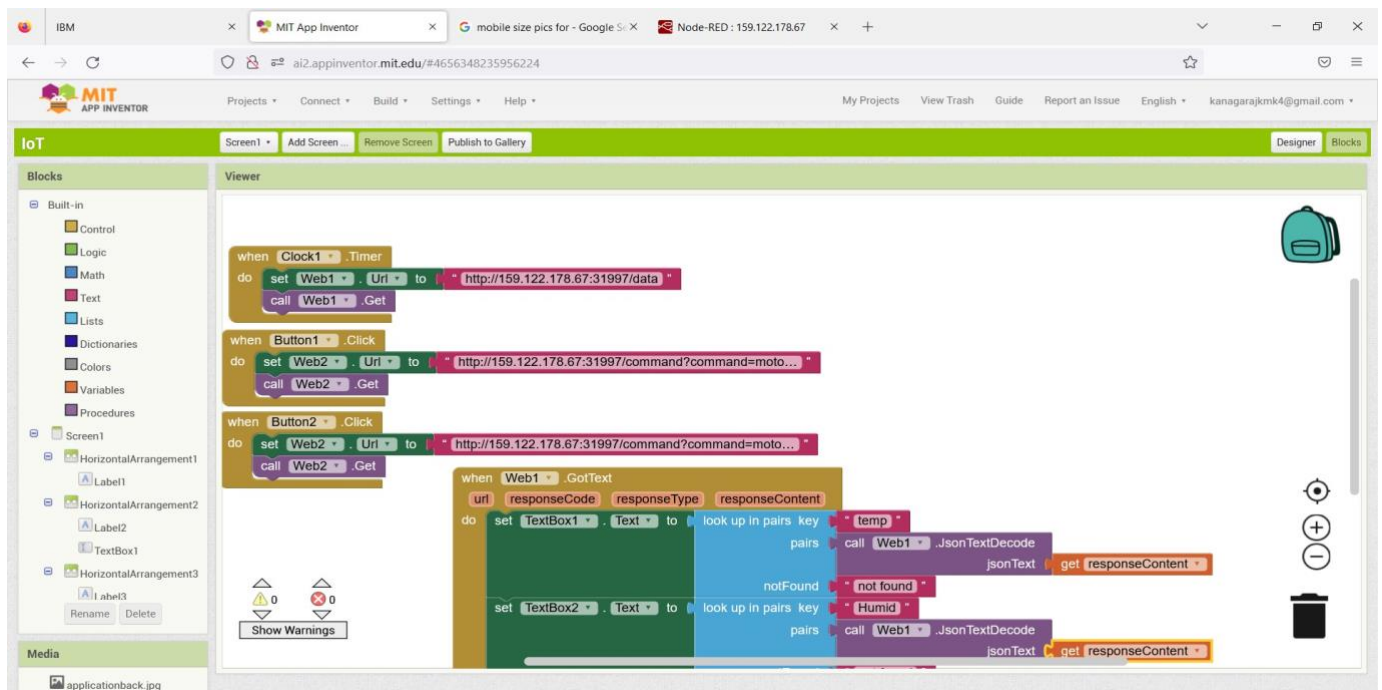 IBM
MIT App Inventor
mobile size pics for - Google Se
Node-RED : 159.122.178.67
ai2.appinventor.mit.edu/#4656348235956224
MIT
APP INVENTOR
Projects Connect Build Settings Help My Projects View Trash Guide Report an Issue English kanagarajkmk4@gmail.com
IoT Screen1 Add Screen ... Remove Screen Publish to Gallery Designer Blocks
Blocks
Viewer
Built-in
Control
Logic
Math
Text
Lists
Dictionaries
Colors
Variables
Procedures
Screen1
HorizontalArrangement1
Label1
HorizontalArrangement2
Label2
TextBox1
HorizontalArrangement3
Label3
Rename Delete
Media
applicationback.jpg
when Clock1 .Timer
do set Web1 . Url to " http://159.122.178.67:31997/data "
call Web1 .Get
when Button1 .Click
do set Web2 . Url to " http://159.122.178.67:31997/command?command=moto... "
call Web2 .Get
when Button2 .Click
do set Web2 . Url to " http://159.122.178.67:31997/command?command=moto... "
call Web2 .Get
when Web1 .GotText
url responseCode responseType responseContent
do set TextBox1 . Text to look up in pairs key " temp "
pairs call Web1 .JsonTextDecode
jsonText get responseContent
notFound " not found "
set TextBox2 . Text to look up in pairs key " Humid "
pairs call Web1 .JsonTextDecode
jsonText get responseContent
0 0
Show Warnings